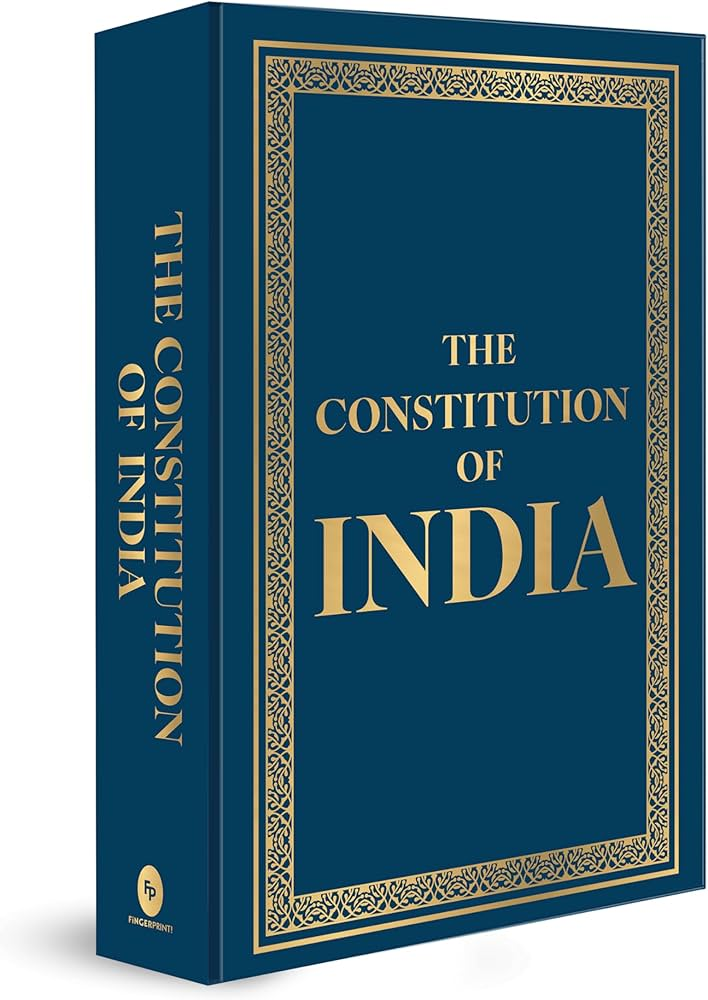 THE
CONSTITUTION
OF
INDIA
THE CONSTITUTION
OF INDIA
FP
FiNGERPRINT!